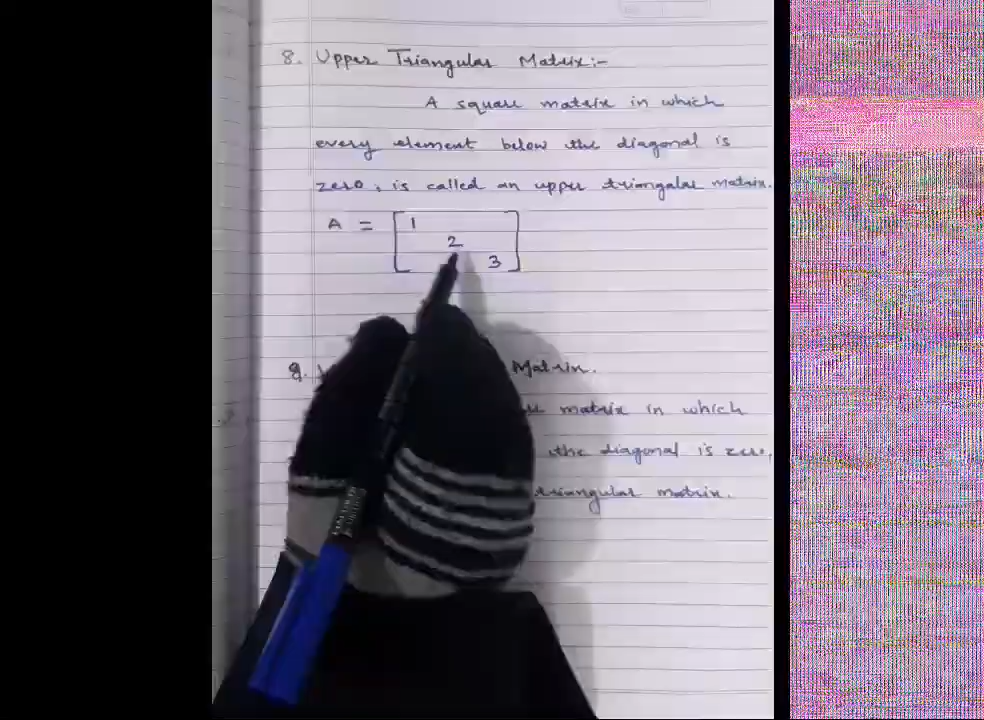 8. Upper Triangular Matrix:-
A square matrix in which
every element below the diagonal is
zero, is called an upper triangular matrix.
A = [1
2
3]
9. Matrix.
matrix in which
the diagonal is zero,
triangular matrix.